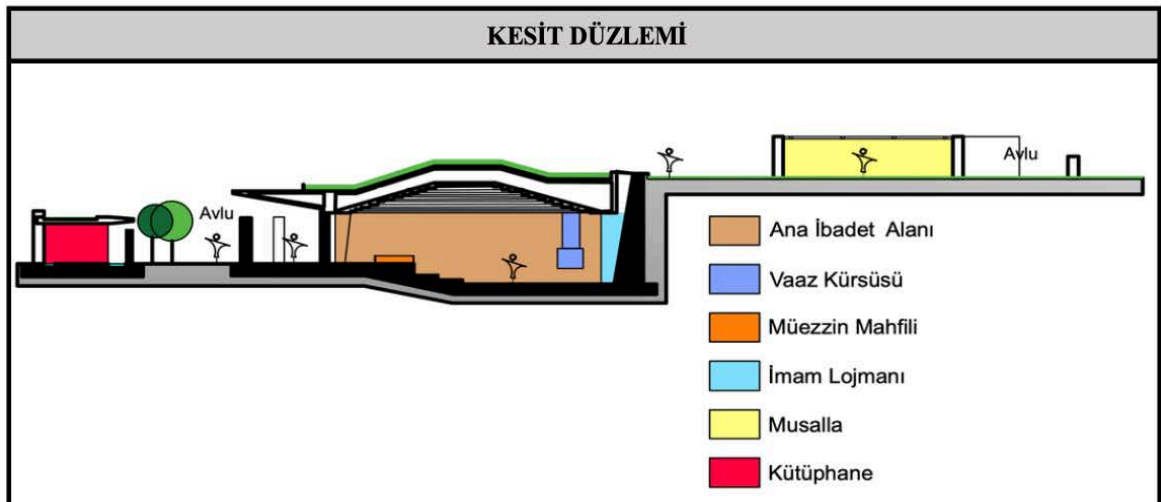 KESİT DÜZLEMİ
Avlu
Avlu
Ana İbadet Alanı
Vaaz Kürsüsü
Müezzin Mahfili
İmam Lojmanı
Musalla
Kütüphane